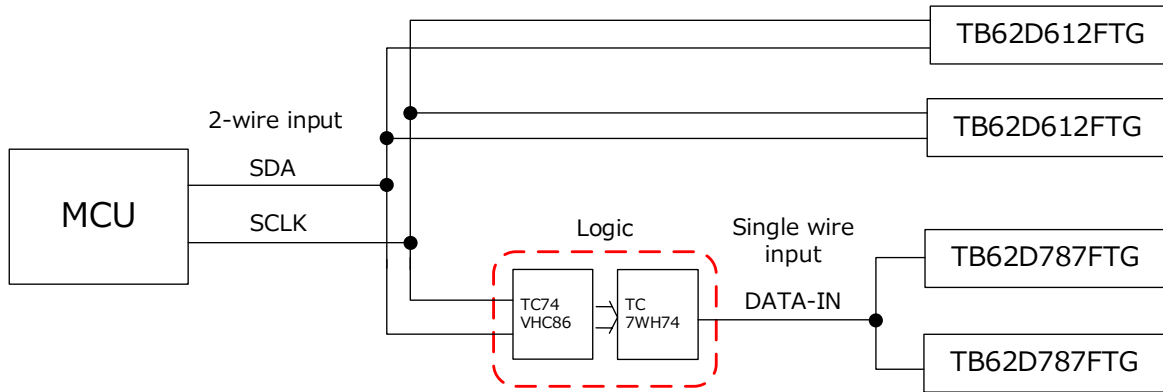 TB62D612FTG
TB62D612FTG
2-wire input
SDA
MCU
SCLK
Logic
Single wire
input
TB62D787FTG
TC74
VHC86
TC
7WH74
DATA-IN
TB62D787FTG